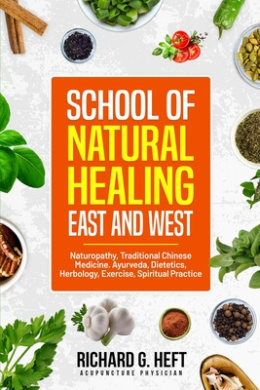 SCHOOL OF
NATURAL
HEALING
EAST AND WEST
Naturopathy, Traditional Chinese
Medicine, Ayurveda, Dietetics,
Herbology, Exercise, Spiritual Practice
RICHARD G. HEFT
ACUPUNCTURE PHYSICIAN